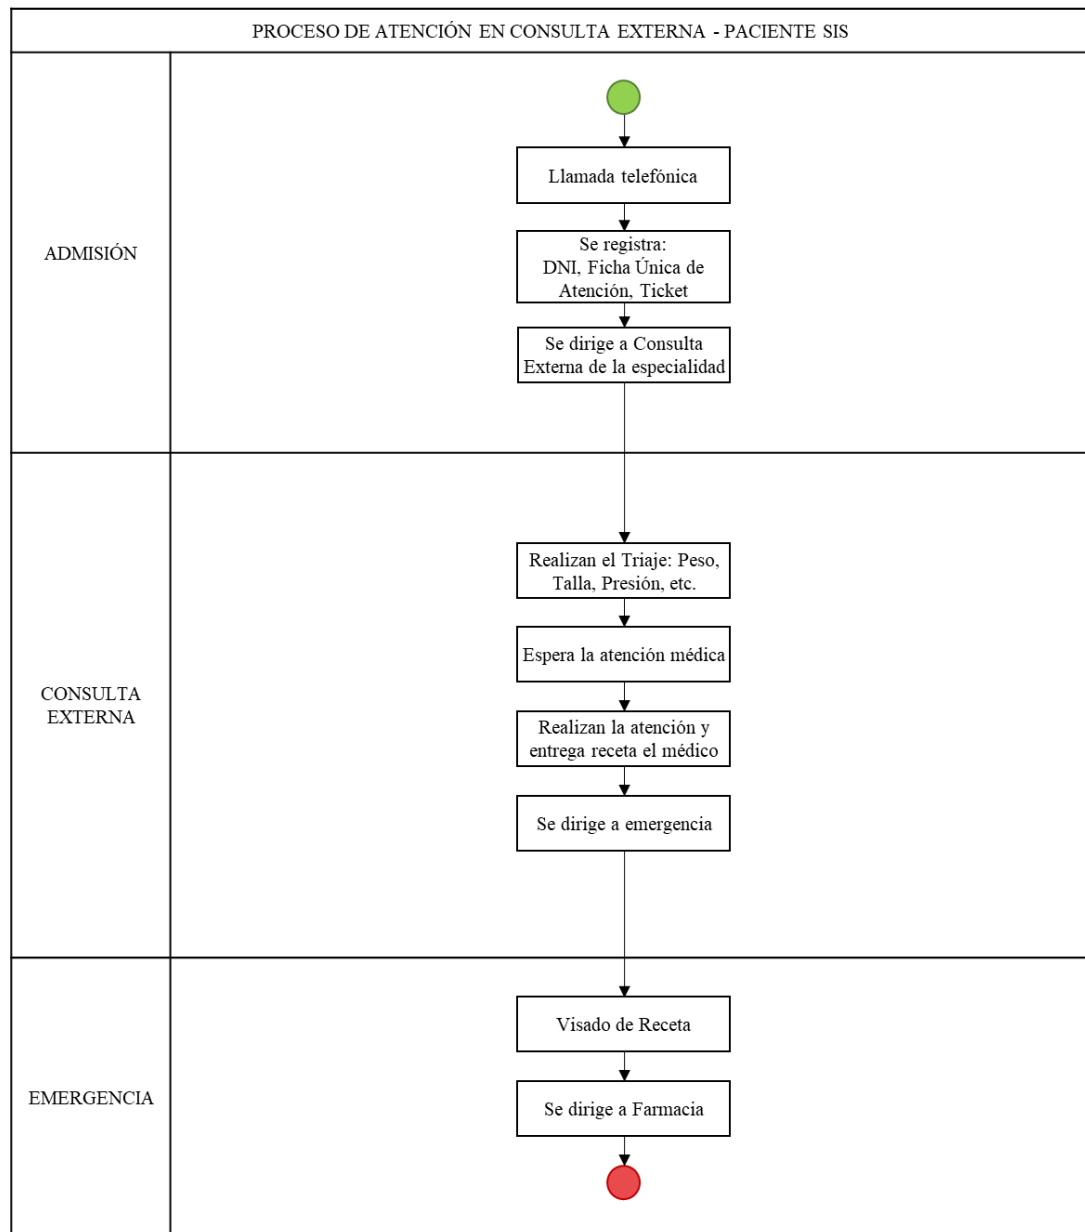 PROCESO DE ATENCIÓN EN CONSULTA EXTERNA - PACIENTE SIS
ADMISIÓN
Llamada telefónica
Se registra:
DNI, Ficha Única de
Atención, Ticket
Se dirige a Consulta
Externa de la especialidad
CONSULTA
EXTERNA
Realizan el Triaje: Peso,
Talla, Presión, etc.
Espera la atención médica
Realizan la atención y
entrega receta el médico
Se dirige a emergencia
EMERGENCIA
Visado de Receta
Se dirige a Farmacia